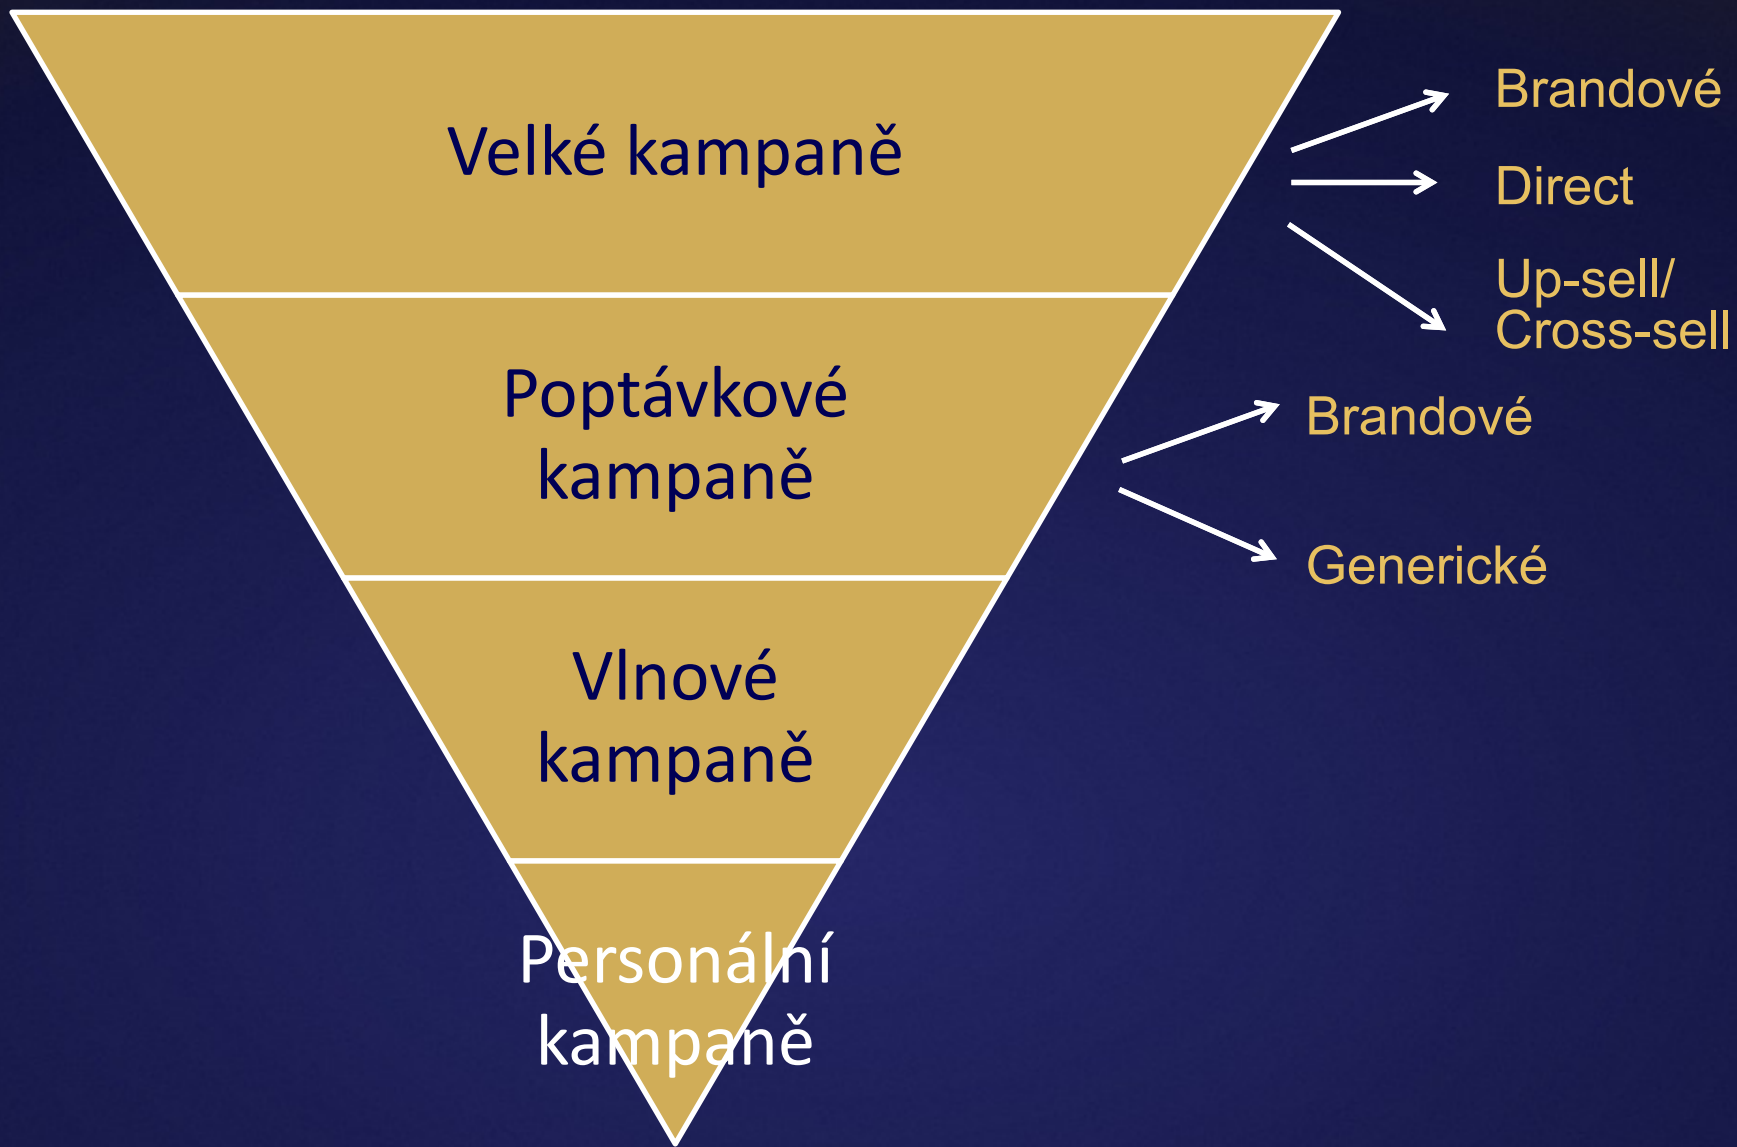 Velké kampaně
Brandové
Direct
Up-sell/
Cross-sell
Poptávkové
kampaně
Brandové
Generické
Vlnové
kampaně
Personální
kampaně